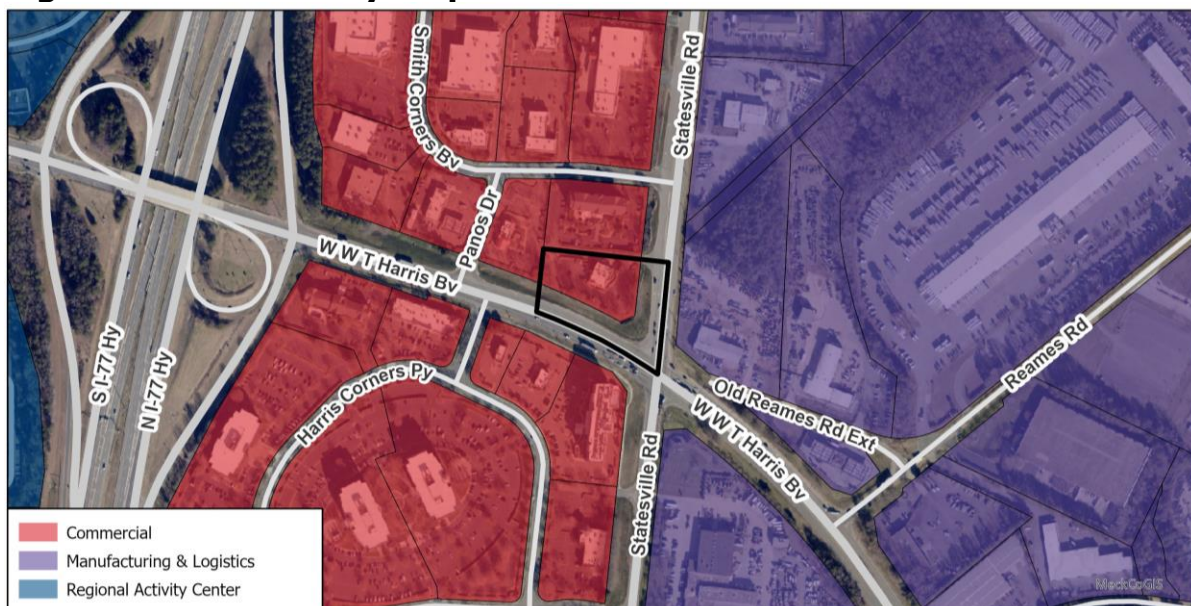 Smith Corners Bv
Statesville Rd
Panos Dr
W W T Harris Bv
S I-77 Hy
N I-77 Hy
Harris Corners Py
Reames Rd
Old Reames Rd Ext
W W T Harris Bv
Statesville Rd
Commercial
Manufacturing & Logistics
Regional Activity Center
MeckCoGIS